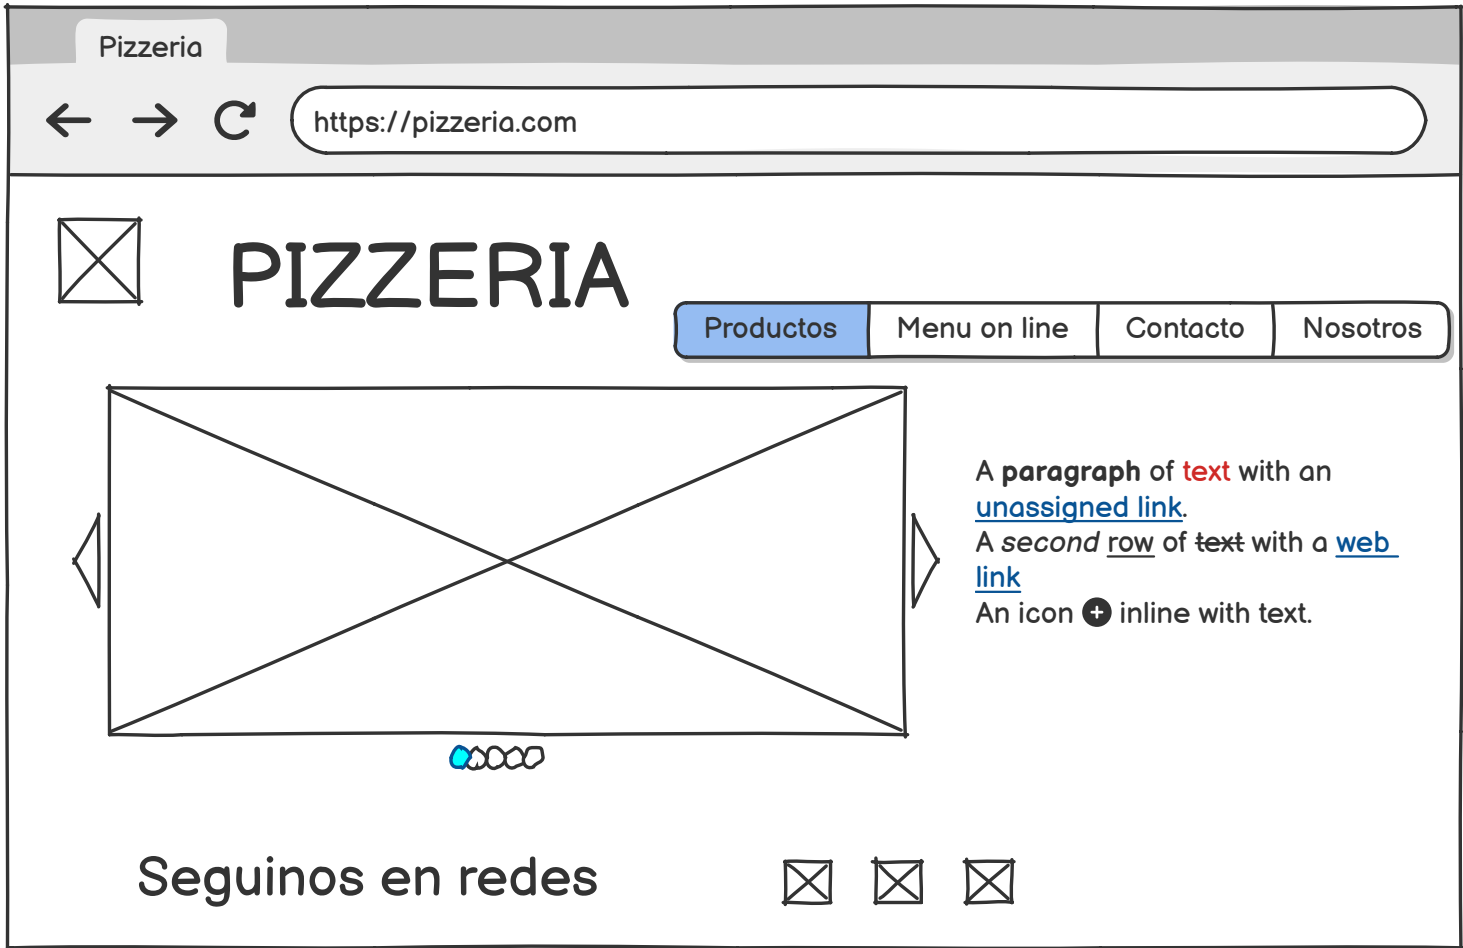 Pizzeria
https://pizzeria.com
PIZZERIA
Productos
Menu on line
Contacto
Nosotros
A paragraph of text with an
unassigned link.
A second row of text with a web
link
An icon inline with text.
Seguinos en redes